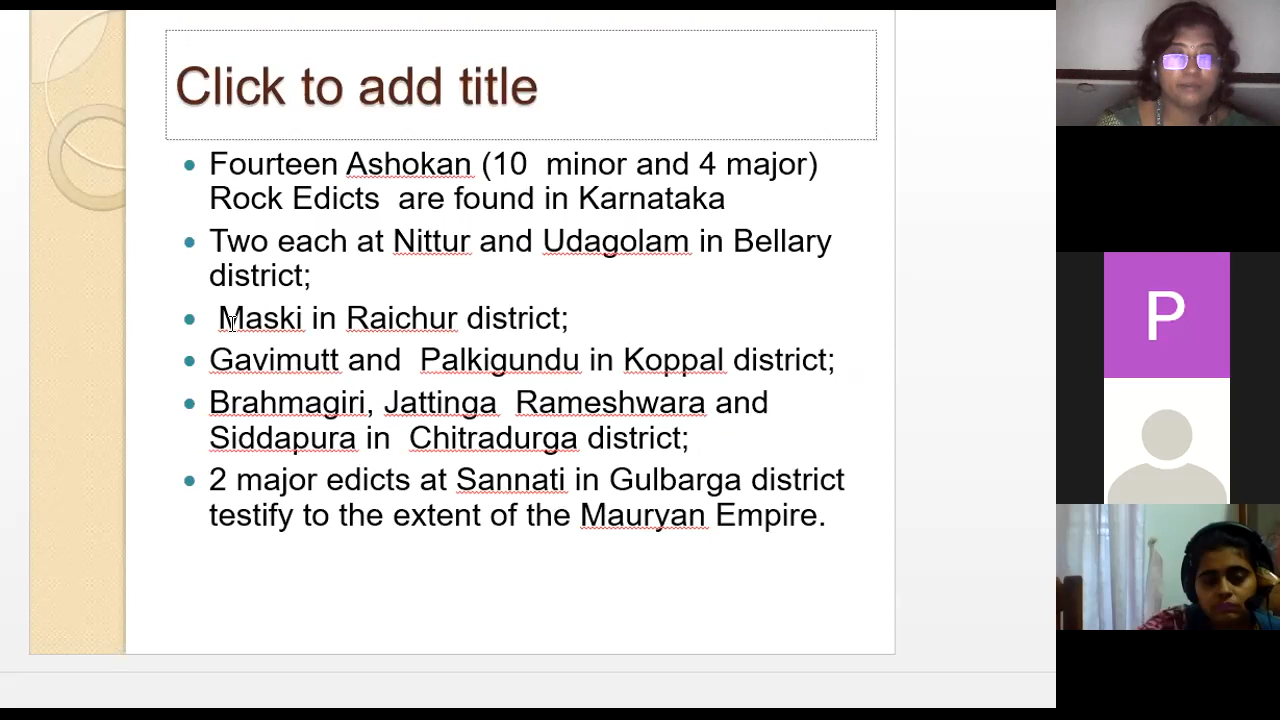 Click to add title
Fourteen Ashokan (10  minor and 4 major)
Rock Edicts  are found in Karnataka
Two each at Nittur and Udagolam in Bellary
district;
Maski in Raichur district;
Gavimutt and  Palkigundu in Koppal district;
Brahmagiri, Jattinga  Rameshwara and
Siddapura in  Chitradurga district;
2 major edicts at Sannati in Gulbarga district
testify to the extent of the Mauryan Empire.
P